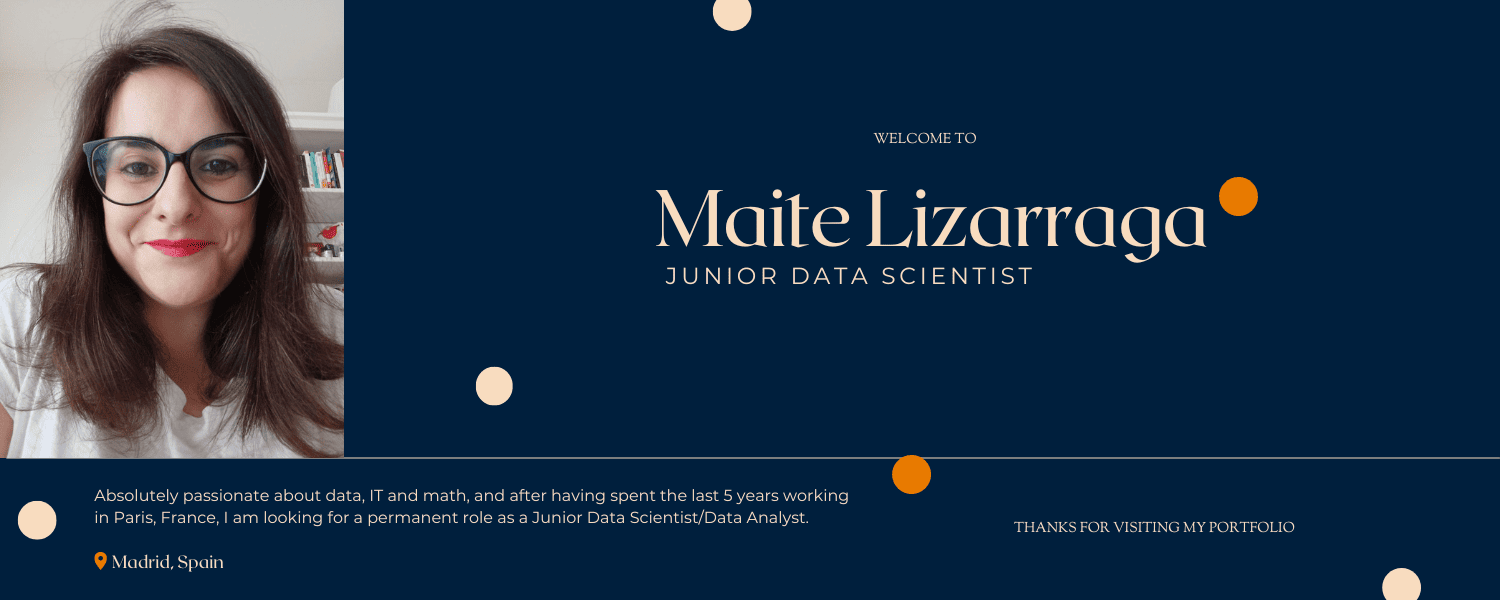 WELCOME TO
Maite Lizarraga
JUNIOR DATA SCIENTIST
Absolutely passionate about data, IT and math, and after having spent the last 5 years working
in Paris, France, I am looking for a permanent role as a Junior Data Scientist/Data Analyst.
Madrid, Spain
THANKS FOR VISITING MY PORTFOLIO